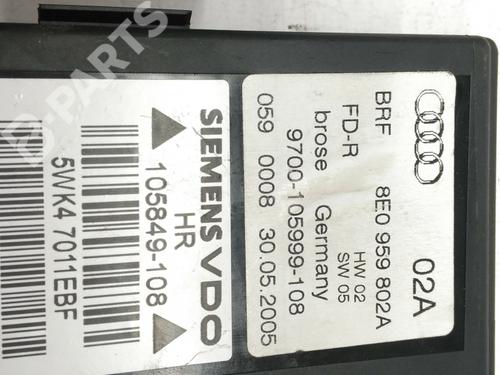 02A
BRF 8E0 959 802A
HW 02
FD-R SW 05
brose Germany
9700-105999-108
059 0008 30.05.2005
SIEMENS VDO
HR
105849-108
5WK4 7011EBF
B-PARTS